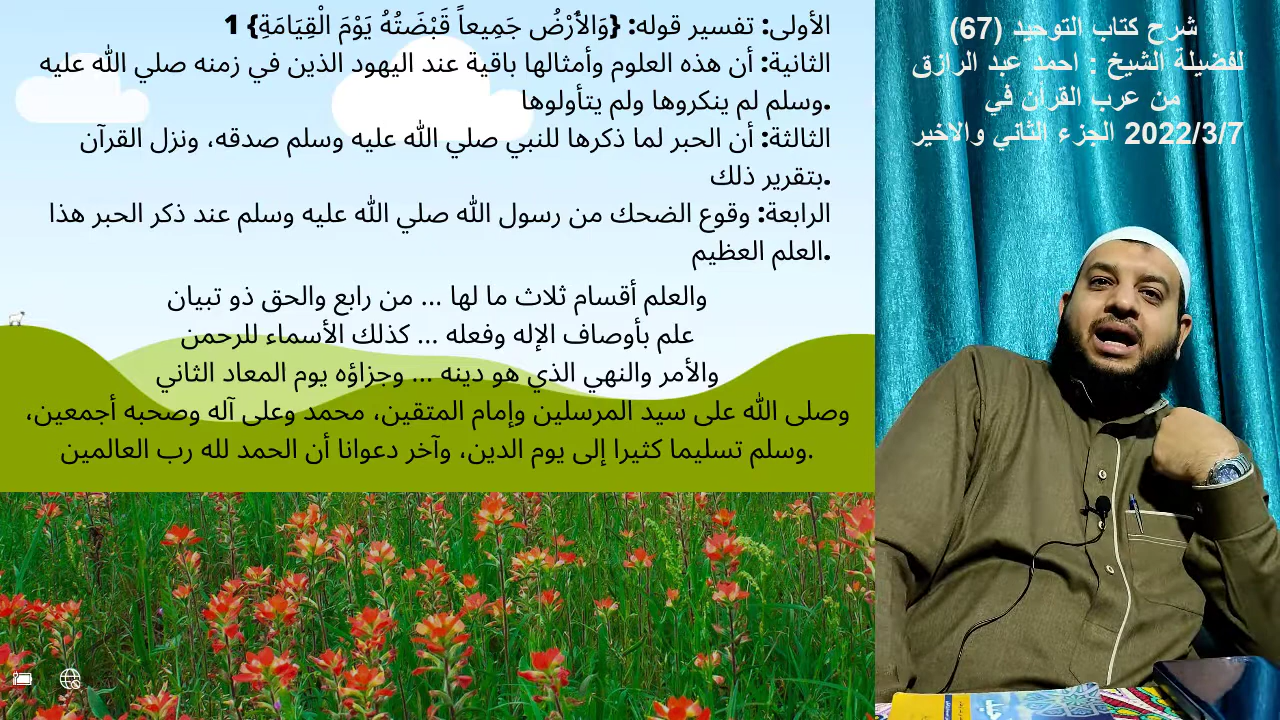 الأولى: تفسير قوله: {وَالأَرْضُ جَمِيعاً قَبْضَتُهُ يَوْمَ الْقِيَامَةِ} 1
الثانية: أن هذه العلوم وأمثالها باقية عند اليهود الذين في زمنه صلي الله عليه
وسلم لم ينكروها ولم يتأولوها.
الثالثة: أن الحبر لما ذكرها للنبي صلي الله عليه وسلم صدقه، ونزل القرآن
بتقرير ذلك.
الرابعة: وقوع الضحك من رسول الله صلي الله عليه وسلم عند ذكر الحبر هذا
العلم العظيم.
والعلم أقسام ثلاث ما لها ... من رابع والحق ذو تبيان
علم بأوصاف الإله وفعله ... كذلك الأسماء للرحمن
والأمر والنهي الذي هو دينه ... وجزاؤه يوم المعاد الثاني
وصلى الله على سيد المرسلين وإمام المتقين، محمد وعلى آله وصحبه أجمعين،
وسلم تسليما كثيرا إلى يوم الدين، وآخر دعوانا أن الحمد لله رب العالمين.
شرح كتاب التوحيد (67)
لفضيلة الشيخ : احمد عبد الرازق
من عرب القران في
2022/3/7 الجزء الثاني والاخير